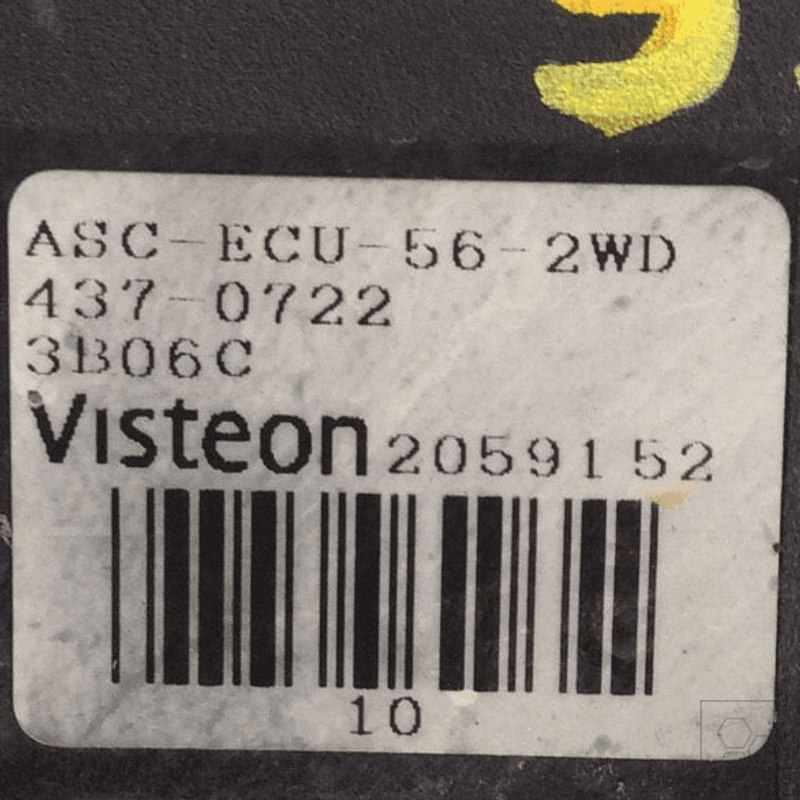 ASC-ECU-56-2WD
437-0722
3B06C
Visteon 2059152
10